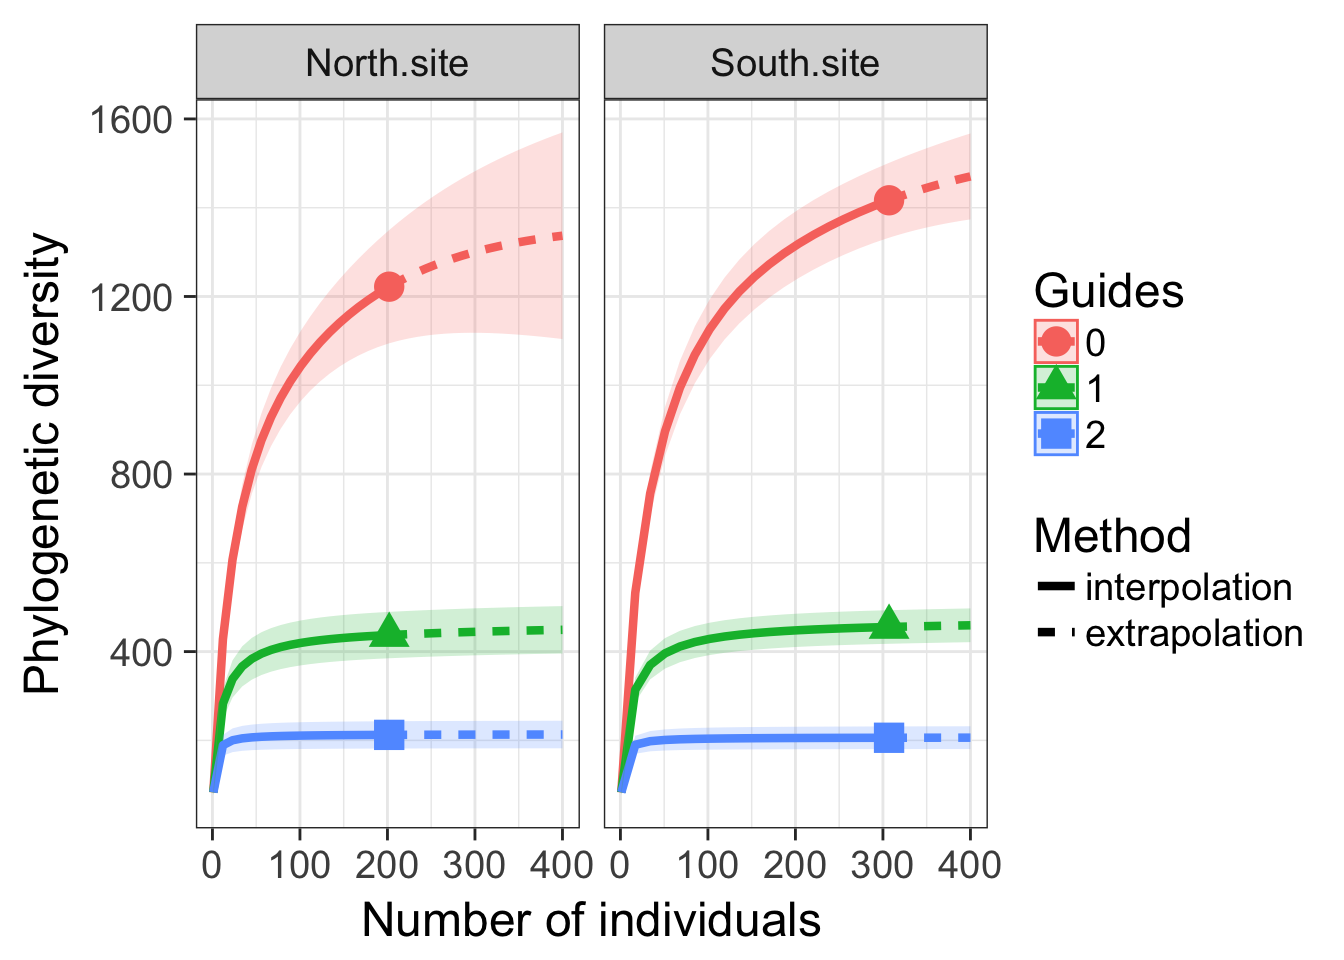 North.site
South.site
1600
1200
800
400
Phylogenetic diversity
0 100 200 300 400
0 100 200 300 400
Number of individuals
Guides
0
1
2
Method
interpolation
extrapolation